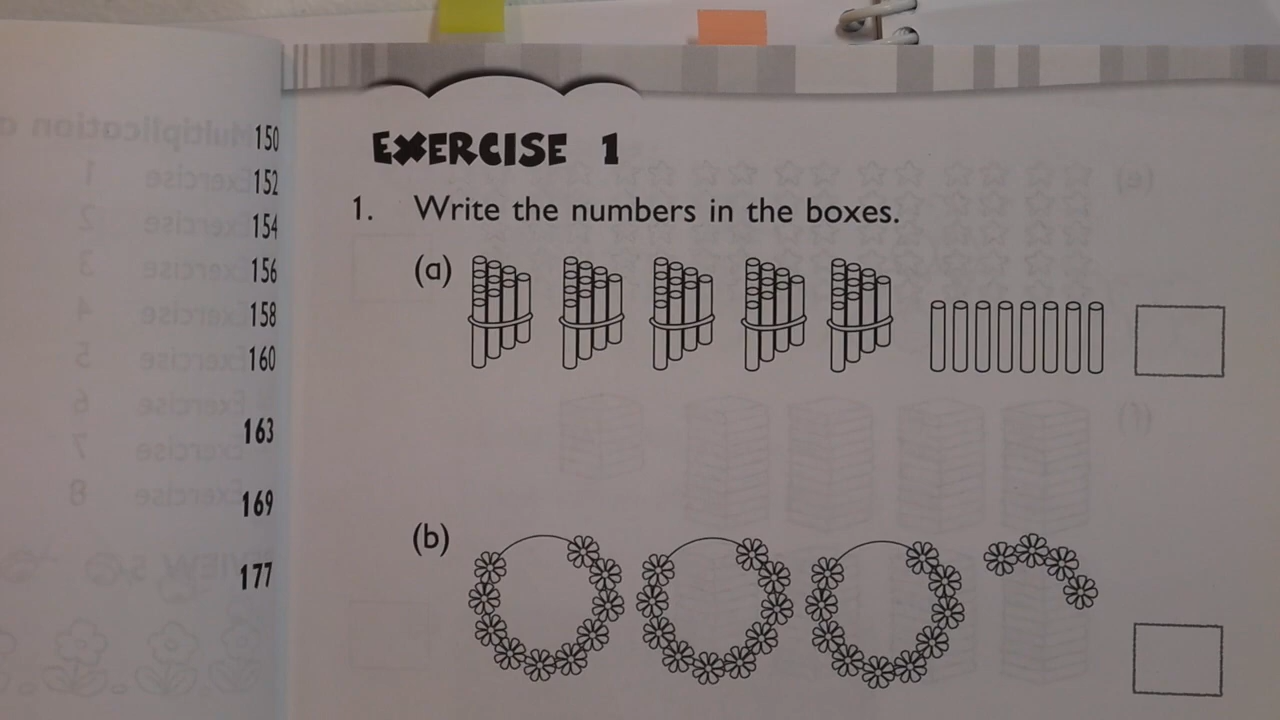 150
152
154
156
158
160
163
169
177
EXERCISE 1
1. Write the numbers in the boxes.
(a)
(b)